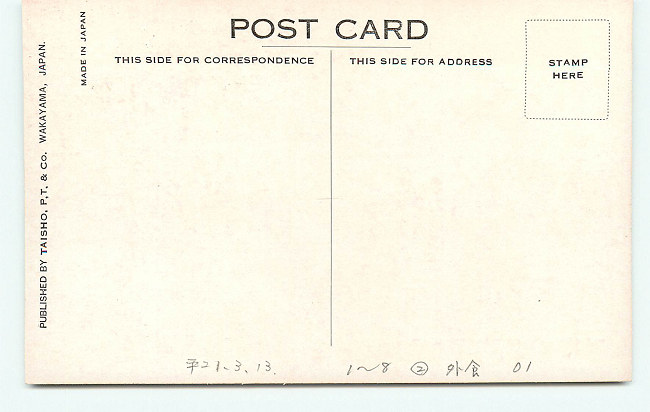 POST CARD
THIS SIDE FOR CORRESPONDENCE
THIS SIDE FOR ADDRESS
STAMP
HERE
MADE IN JAPAN
PUBLISHED BY TAISHO, P,T, & Co. WAKAYAMA, JAPAN.
平21.3.13.
1～8 ② 外食 01